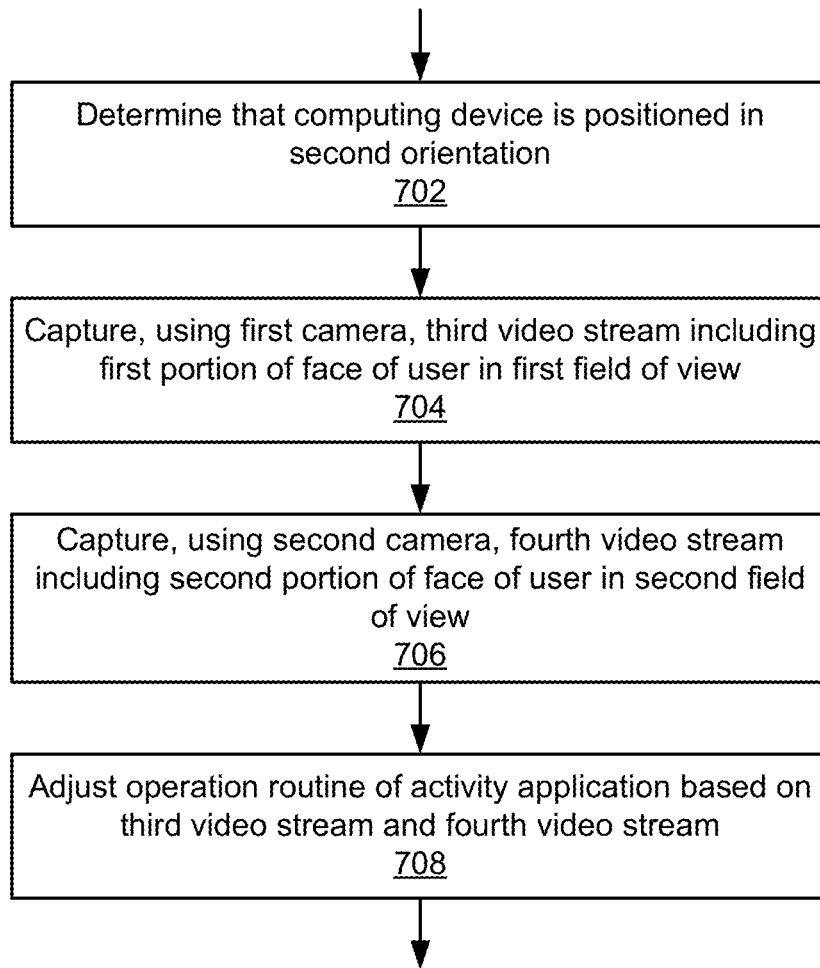 Determine that computing device is positioned in
second orientation
702
Capture, using first camera, third video stream including
first portion of face of user in first field of view
704
Capture, using second camera, fourth video stream
including second portion of face of user in second field
of view
706
Adjust operation routine of activity application based on
third video stream and fourth video stream
708